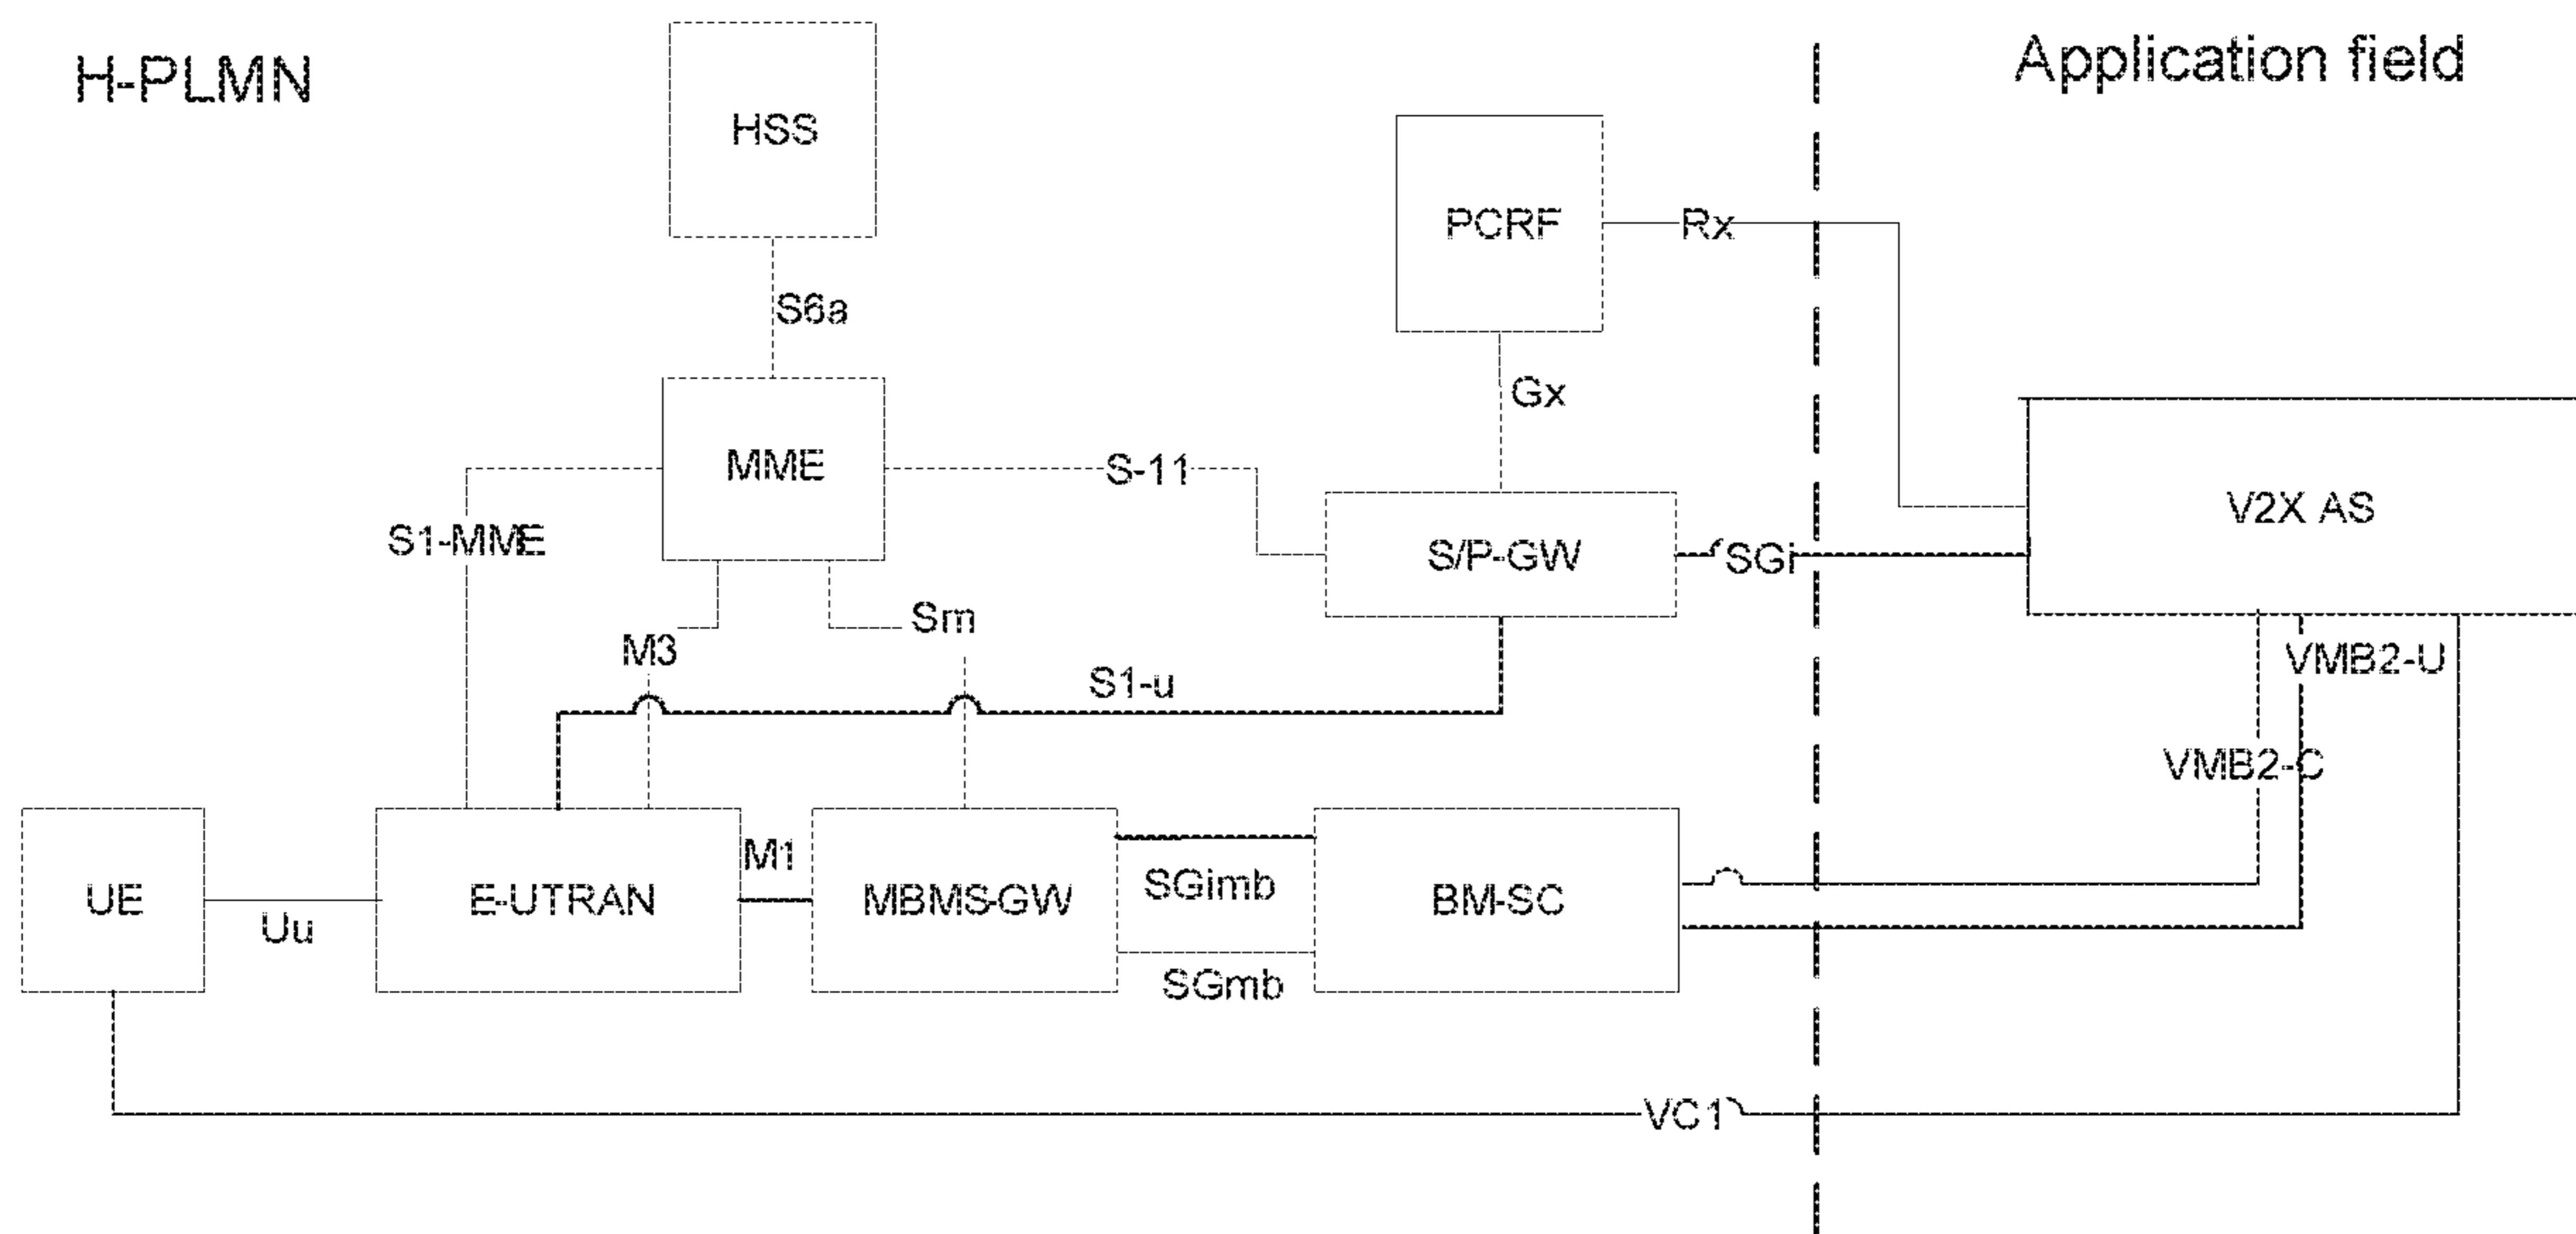 H-PLMN
Application field
HSS
PCRF
Rx
S6a
Gx
MME
S-11
V2X AS
S1-MME
S/P-GW
SGi
Sm
M3
S1-u
VMB2-U
VMB2-C
M1
UE
Uu
E-UTRAN
MBMS-GW
SGimb
SGmb
BM-SC
VC1